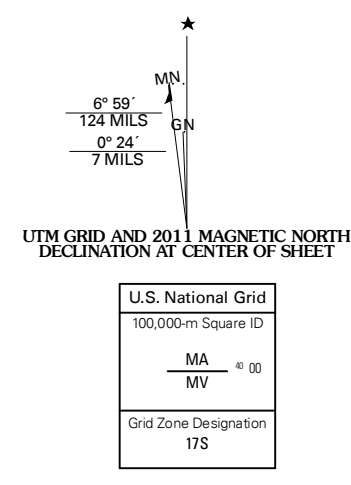 ★
MN.
6° 59´
124 MILS
GN
0° 24´
7 MILS
UTM GRID AND 2011 MAGNETIC NORTH
DECLINATION AT CENTER OF SHEET
U.S. National Grid
100,000-m Square ID
MA
40 00
MV
Grid Zone Designation
17S